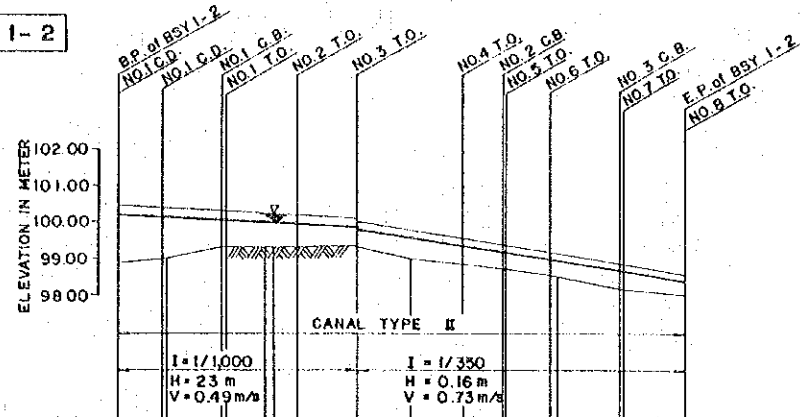 1-2
B.P. of BSY 1-2
NO.1 C.D.
NO.1 C.D.
NO.1 C.B.
NO.1 T.O.
NO.2 T.O.
NO.3 T.O.
NO.4 T.O.
NO.2 C.B.
NO.5 T.O.
NO.6 T.O.
NO.3 C.B.
NO.7 T.O.
E.P. of BSY 1-2
NO.8 T.O.
ELEVATION IN METER
102.00
101.00
100.00
99.00
98.00
CANAL TYPE II
I=1/1,000
H=23 m
V=0.49 m/s
I=1/350
H=0.16 m
V=0.73 m/s